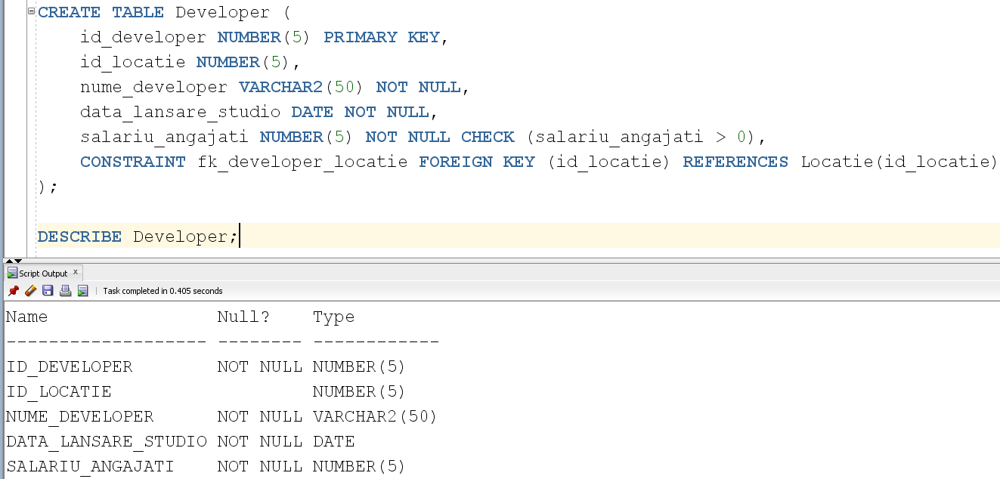 CREATE TABLE Developer (
    id_developer NUMBER(5) PRIMARY KEY,
    id_locatie NUMBER(5),
    nume_developer VARCHAR2(50) NOT NULL,
    data_lansare_studio DATE NOT NULL,
    salariu_angajati NUMBER(5) NOT NULL CHECK (salariu_angajati > 0),
    CONSTRAINT fk_developer_locatie FOREIGN KEY (id_locatie) REFERENCES Locatie(id_locatie)
);
DESCRIBE Developer;
Script Output x
Task completed in 0.405 seconds
Name                Null?    Type
------------------- -------- ------------
ID_DEVELOPER        NOT NULL NUMBER(5)
ID_LOCATIE                   NUMBER(5)
NUME_DEVELOPER      NOT NULL VARCHAR2(50)
DATA_LANSARE_STUDIO NOT NULL DATE
SALARIU_ANGAJATI    NOT NULL NUMBER(5)